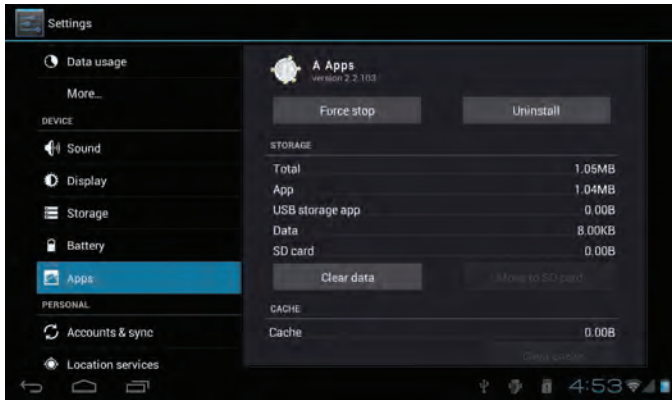 Settings
Data usage
More...
DEVICE
Sound
Display
Storage
Battery
Apps
PERSONAL
Accounts & sync
Location services
A Apps
version 2.2.103
Force stop
Uninstall
STORAGE
Total 1.05MB
App 1.04MB
USB storage app 0.00B
Data 8.00KB
SD card 0.00B
Clear data
Move to SD card
CACHE
Cache 0.00B
Clear cache
4:53